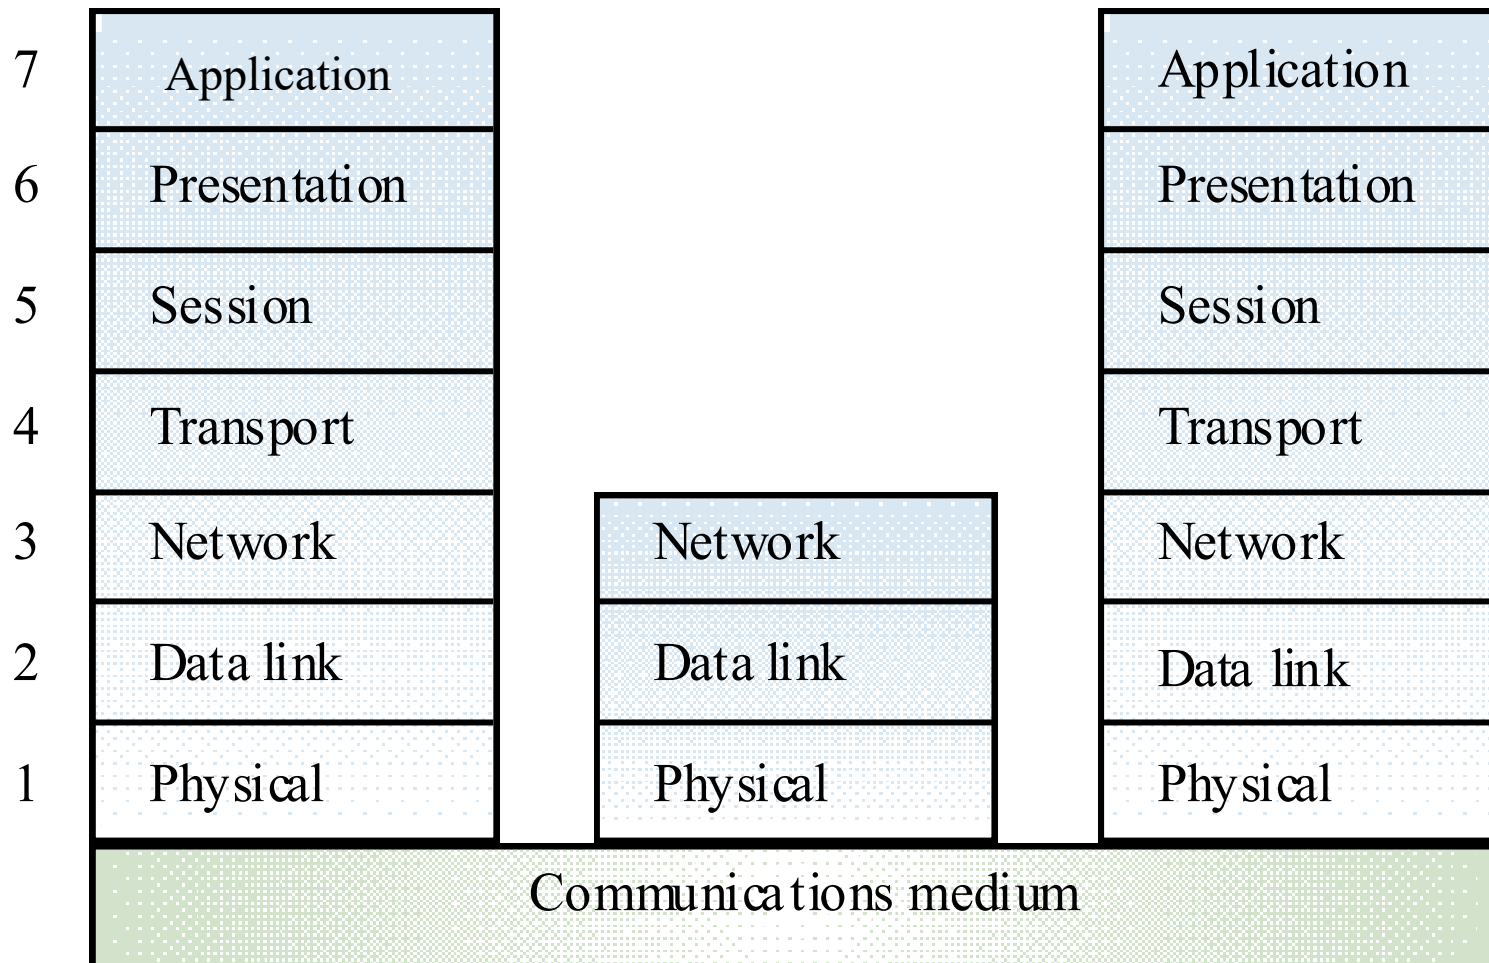 7 Application Application
6 Presentation Presentation
5 Session Session
4 Transport Transport
3 Network Network Network
2 Data link Data link Data link
1 Physical Physical Physical
Communications medium